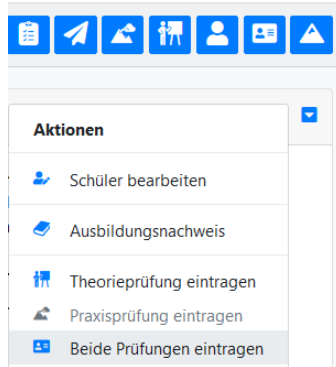 Aktionen
Schüler bearbeiten
Ausbildungsnachweis
Theorieprüfung eintragen
Praxisprüfung eintragen
Beide Prüfungen eintragen